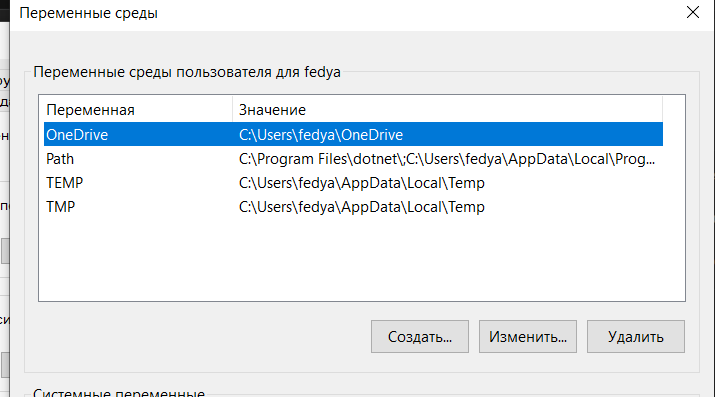 Переменные среды
Переменные среды пользователя для fedya
Переменная Значение
OneDrive C:\Users\fedya\OneDrive
Path C:\Program Files\dotnet\;C:\Users\fedya\AppData\Local\Prog...
TEMP C:\Users\fedya\AppData\Local\Temp
TMP C:\Users\fedya\AppData\Local\Temp
Создать... Изменить... Удалить
Системные переменные